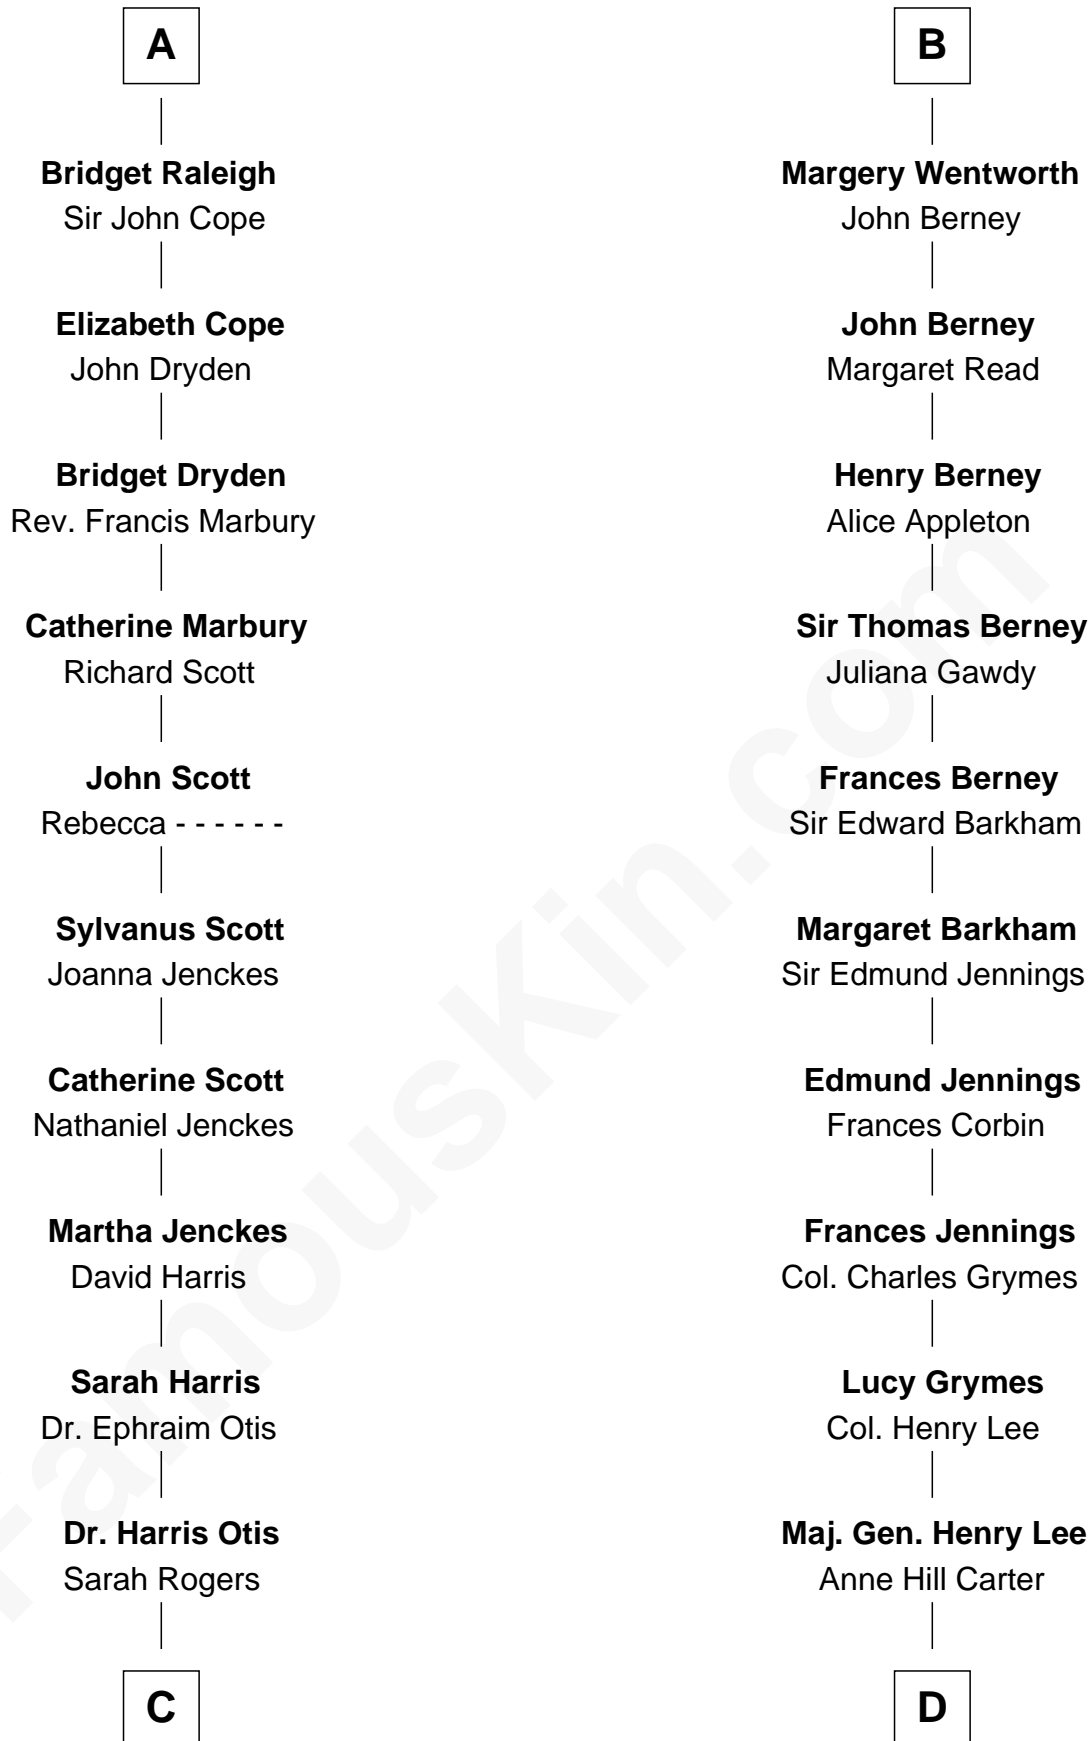 A
Bridget Raleigh
Sir John Cope
Elizabeth Cope
John Dryden
Bridget Dryden
Rev. Francis Marbury
Catherine Marbury
Richard Scott
John Scott
Rebecca - - - - - -
Sylvanus Scott
Joanna Jenckes
Catherine Scott
Nathaniel Jenckes
Martha Jenckes
David Harris
Sarah Harris
Dr. Ephraim Otis
Dr. Harris Otis
Sarah Rogers
C
B
Margery Wentworth
John Berney
John Berney
Margaret Read
Henry Berney
Alice Appleton
Sir Thomas Berney
Juliana Gawdy
Frances Berney
Sir Edward Barkham
Margaret Barkham
Sir Edmund Jennings
Edmund Jennings
Frances Corbin
Frances Jennings
Col. Charles Grymes
Lucy Grymes
Col. Henry Lee
Maj. Gen. Henry Lee
Anne Hill Carter
D
FamousKin.com